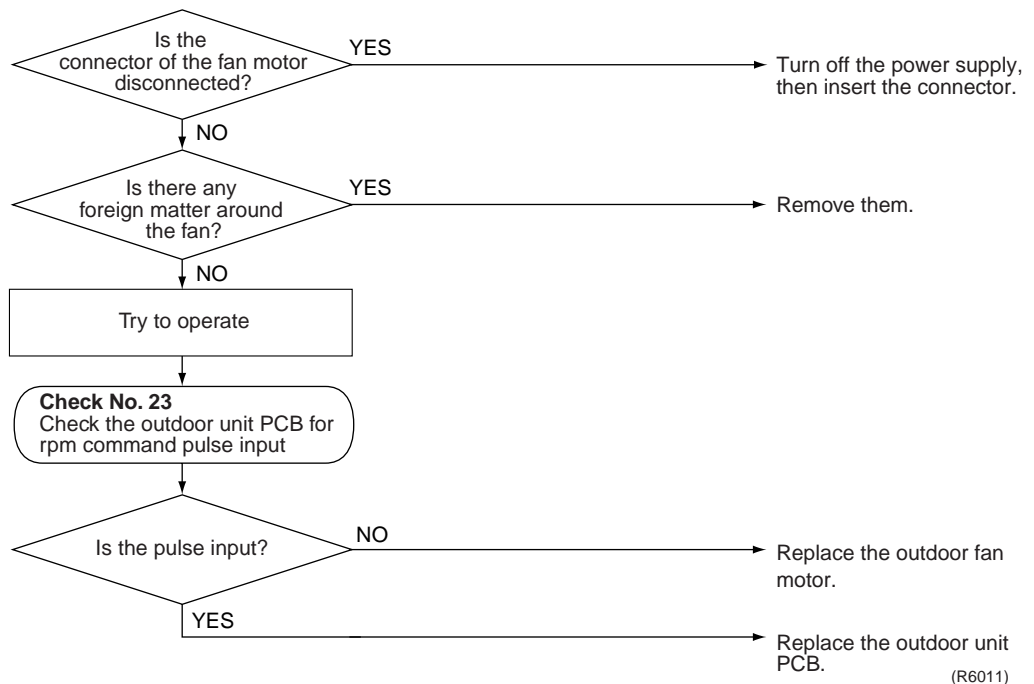 Is the
connector of the fan motor
disconnected?
YES
Turn off the power supply,
then insert the connector.
NO
Is there any
foreign matter around
the fan?
YES
Remove them.
NO
Try to operate
Check No. 23
Check the outdoor unit PCB for
rpm command pulse input
Is the pulse input?
NO
Replace the outdoor fan
motor.
YES
Replace the outdoor unit
PCB.
(R6011)